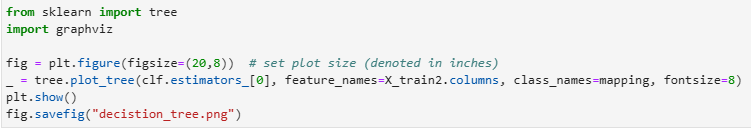 from sklearn import tree
import graphviz

fig = plt.figure(figsize=(20,8))  # set plot size (denoted in inches)
_ = tree.plot_tree(clf.estimators_[0], feature_names=X_train2.columns, class_names=mapping, fontsize=8)
plt.show()
fig.savefig("decistion_tree.png")